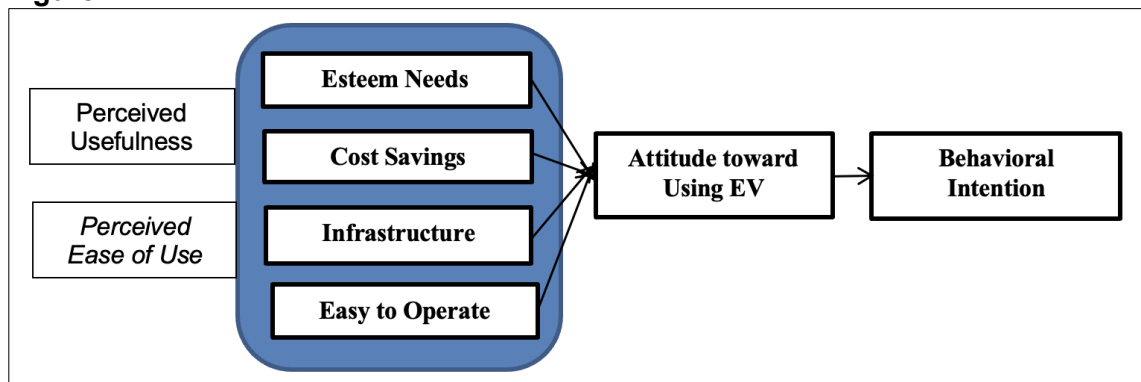 Perceived
Usefulness
Perceived
Ease of Use
Esteem Needs
Cost Savings
Infrastructure
Easy to Operate
Attitude toward
Using EV
Behavioral
Intention